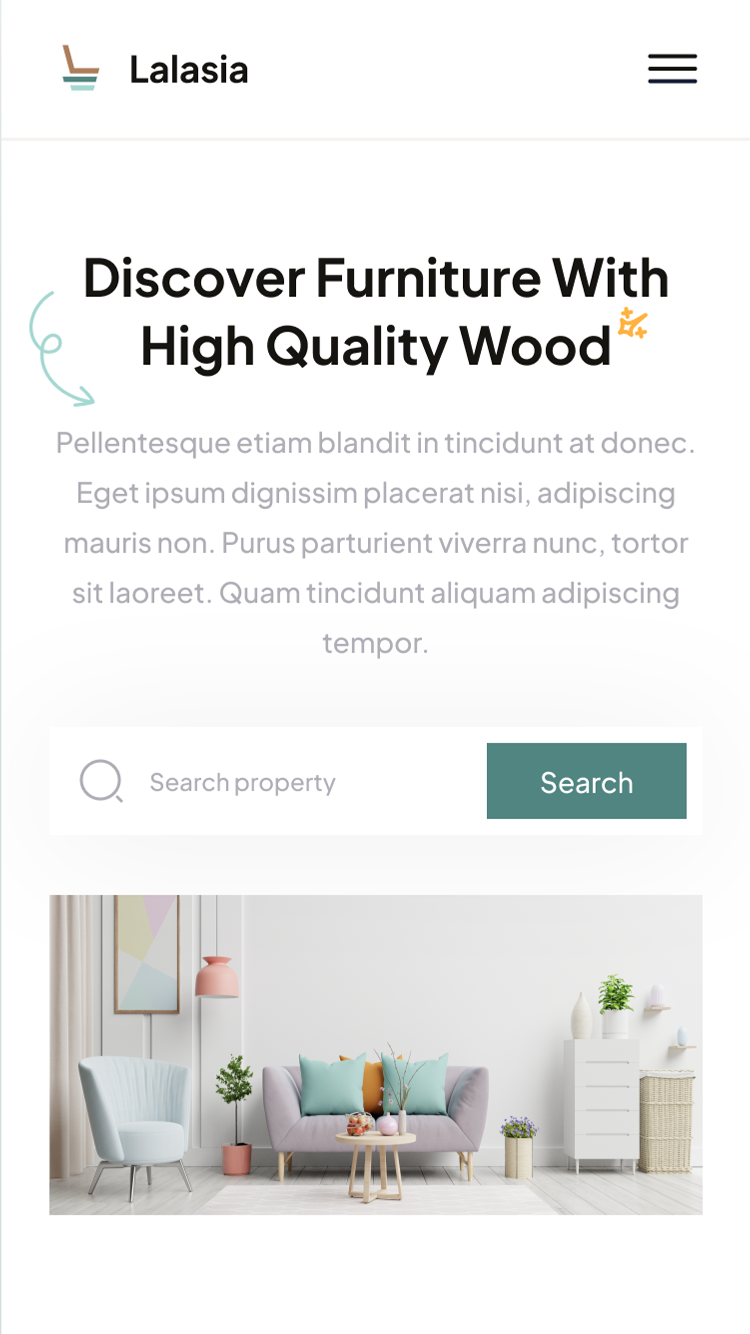 Lalasia
Discover Furniture With
High Quality Wood
Pellentesque etiam blandit in tincidunt at donec.
Eget ipsum dignissim placerat nisi, adipiscing
mauris non. Purus parturient viverra nunc, tortor
sit laoreet. Quam tincidunt aliquam adipiscing
tempor.
Search property
Search